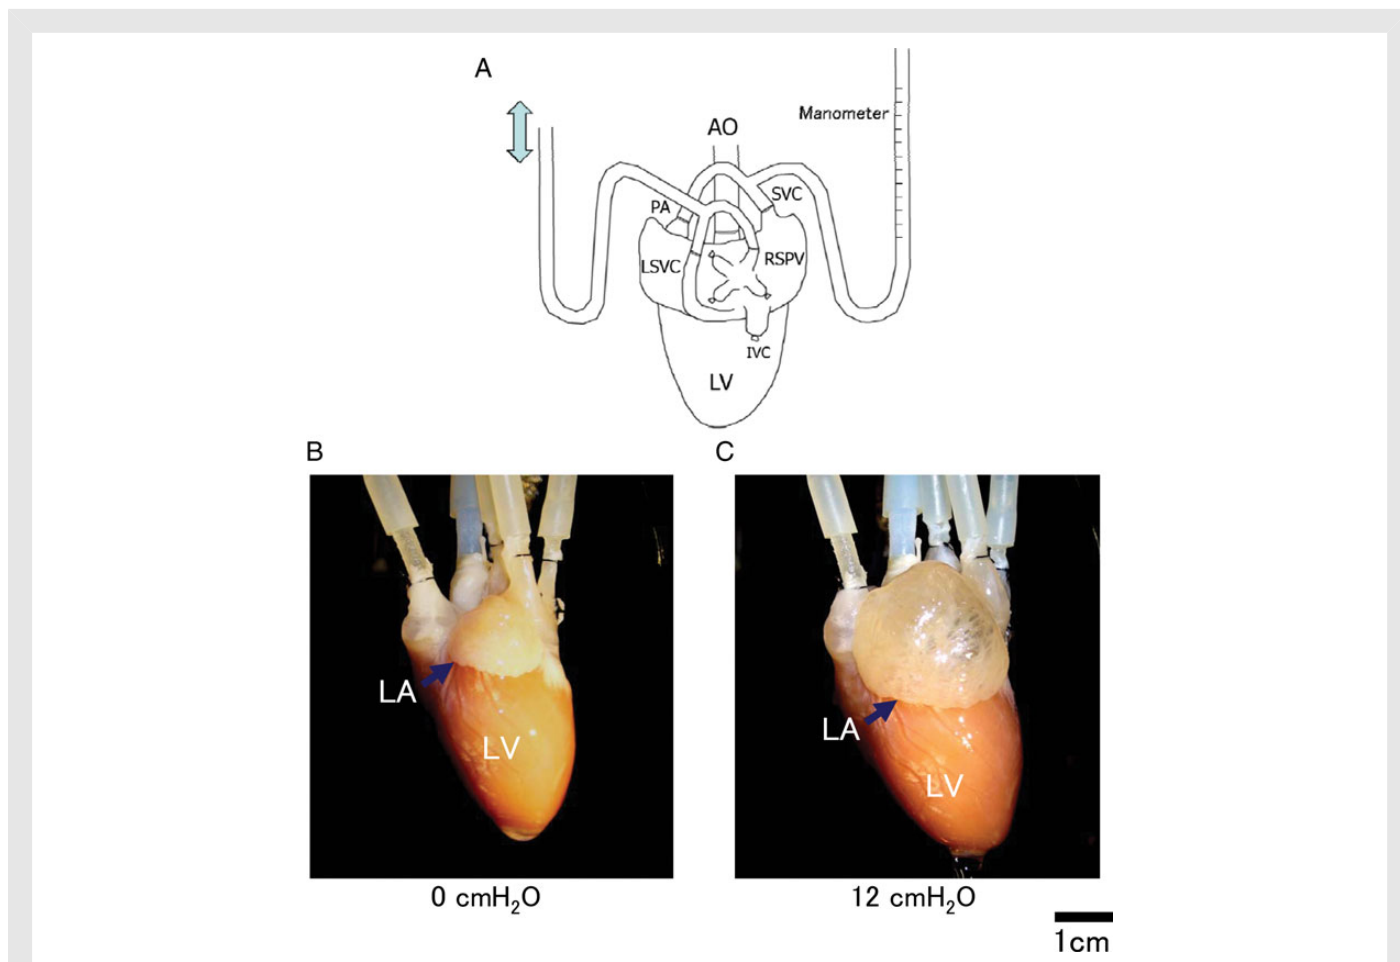 A
Manometer
AO
SVC
PA
LSVC
RSPV
IVC
LV
B
C
LA
LV
LA
LV
0 cmH₂O
12 cmH₂O
1cm